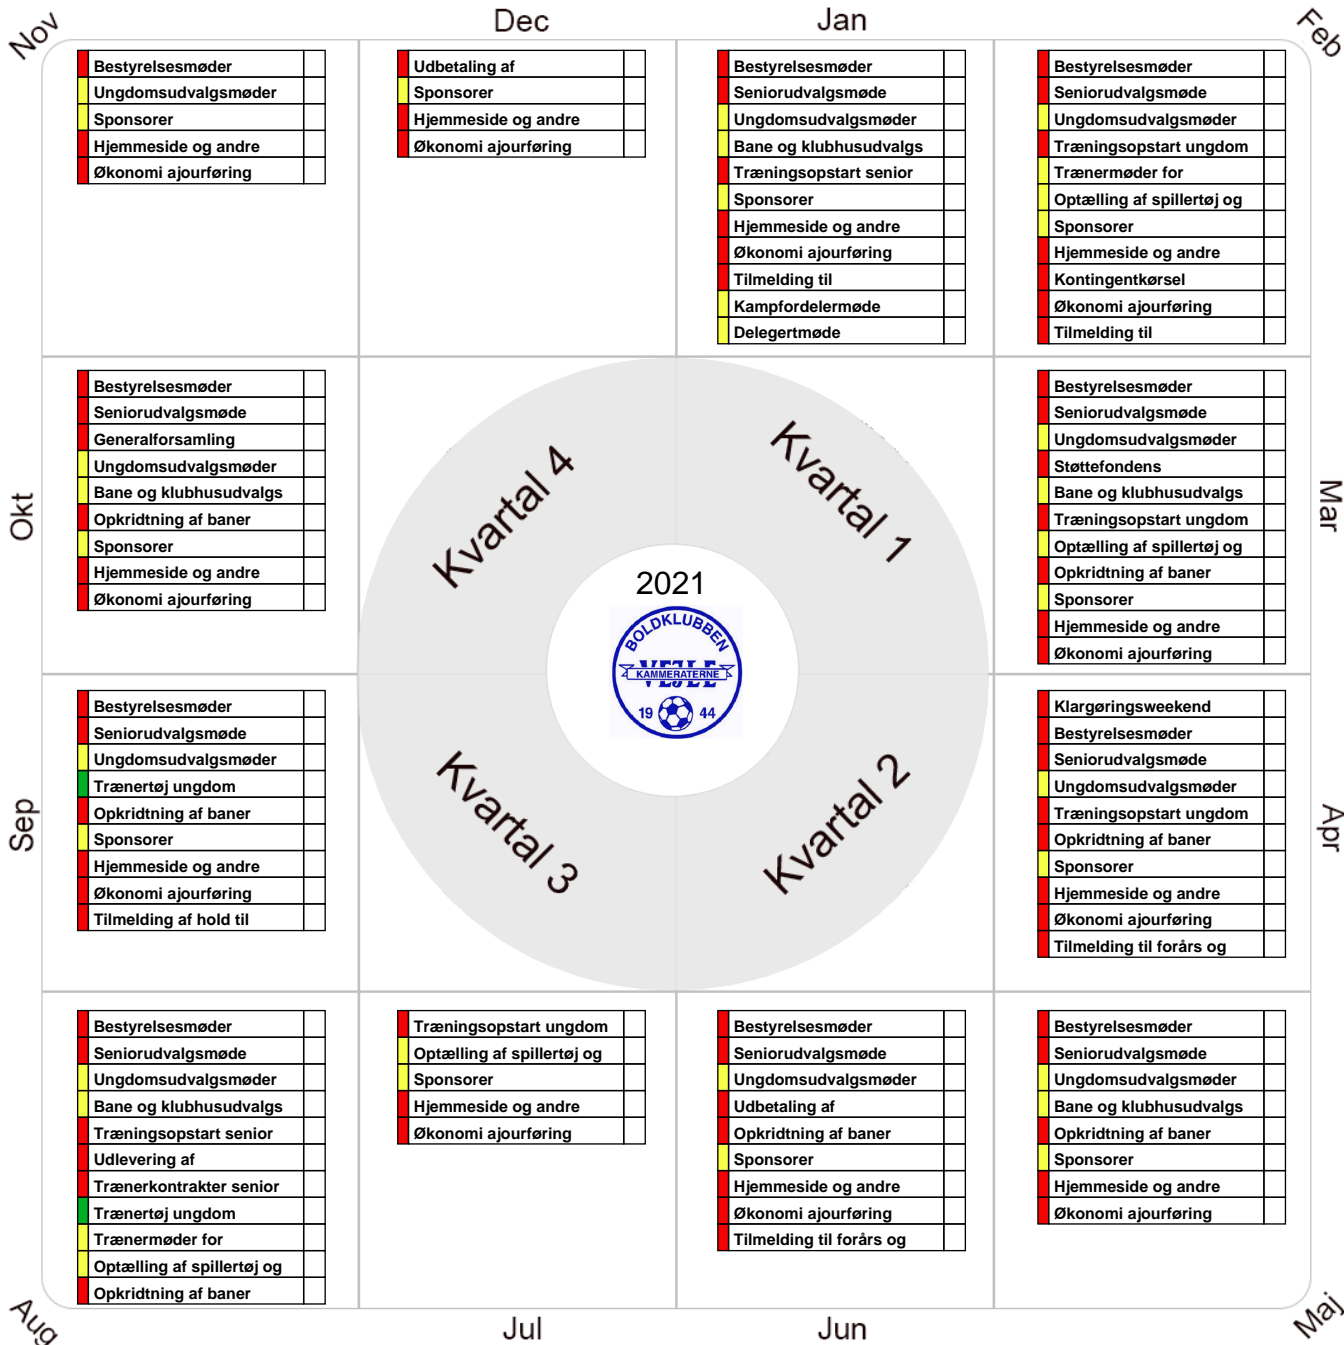 Nov
Dec
Jan
Feb
Bestyrelsesmøder
Ungdomsudvalgsmøder
Sponsorer
Hjemmeside og andre
Økonomi ajourføring
Udbetaling af
Sponsorer
Hjemmeside og andre
Økonomi ajourføring
Bestyrelsesmøder
Seniorudvalgsmøde
Ungdomsudvalgsmøder
Bane og klubhusudvalgs
Træningsopstart senior
Sponsorer
Hjemmeside og andre
Økonomi ajourføring
Tilmelding til
Kampfordelermøde
Delegertmøde
Bestyrelsesmøder
Seniorudvalgsmøde
Ungdomsudvalgsmøder
Træningsopstart ungdom
Trænermøder for
Optælling af spillertøj og
Sponsorer
Hjemmeside og andre
Kontingentkørsel
Økonomi ajourføring
Tilmelding til
Okt
Bestyrelsesmøder
Seniorudvalgsmøde
Generalforsamling
Ungdomsudvalgsmøder
Bane og klubhusudvalgs
Opkridtning af baner
Sponsorer
Hjemmeside og andre
Økonomi ajourføring
Kvartal 4
Kvartal 1
Bestyrelsesmøder
Seniorudvalgsmøde
Ungdomsudvalgsmøder
Støttefondens
Bane og klubhusudvalgs
Træningsopstart ungdom
Optælling af spillertøj og
Opkridtning af baner
Sponsorer
Hjemmeside og andre
Økonomi ajourføring
Mar
2021
BOLDKLUBBEN
VEJLE
KAMMERATERNE
19 44
Sep
Bestyrelsesmøder
Seniorudvalgsmøde
Ungdomsudvalgsmøder
Trænertøj ungdom
Opkridtning af baner
Sponsorer
Hjemmeside og andre
Økonomi ajourføring
Tilmelding af hold til
Kvartal 3
Kvartal 2
Klargøringsweekend
Bestyrelsesmøder
Seniorudvalgsmøde
Ungdomsudvalgsmøder
Træningsopstart ungdom
Opkridtning af baner
Sponsorer
Hjemmeside og andre
Økonomi ajourføring
Tilmelding til forårs og
Apr
Bestyrelsesmøder
Seniorudvalgsmøde
Ungdomsudvalgsmøder
Bane og klubhusudvalgs
Træningsopstart senior
Udlevering af
Trænerkontrakter senior
Trænertøj ungdom
Trænermøder for
Optælling af spillertøj og
Opkridtning af baner
Træningsopstart ungdom
Optælling af spillertøj og
Sponsorer
Hjemmeside og andre
Økonomi ajourføring
Bestyrelsesmøder
Seniorudvalgsmøde
Ungdomsudvalgsmøder
Udbetaling af
Opkridtning af baner
Sponsorer
Hjemmeside og andre
Økonomi ajourføring
Tilmelding til forårs og
Bestyrelsesmøder
Seniorudvalgsmøde
Ungdomsudvalgsmøder
Bane og klubhusudvalgs
Opkridtning af baner
Sponsorer
Hjemmeside og andre
Økonomi ajourføring
Aug
Jul
Jun
Maj